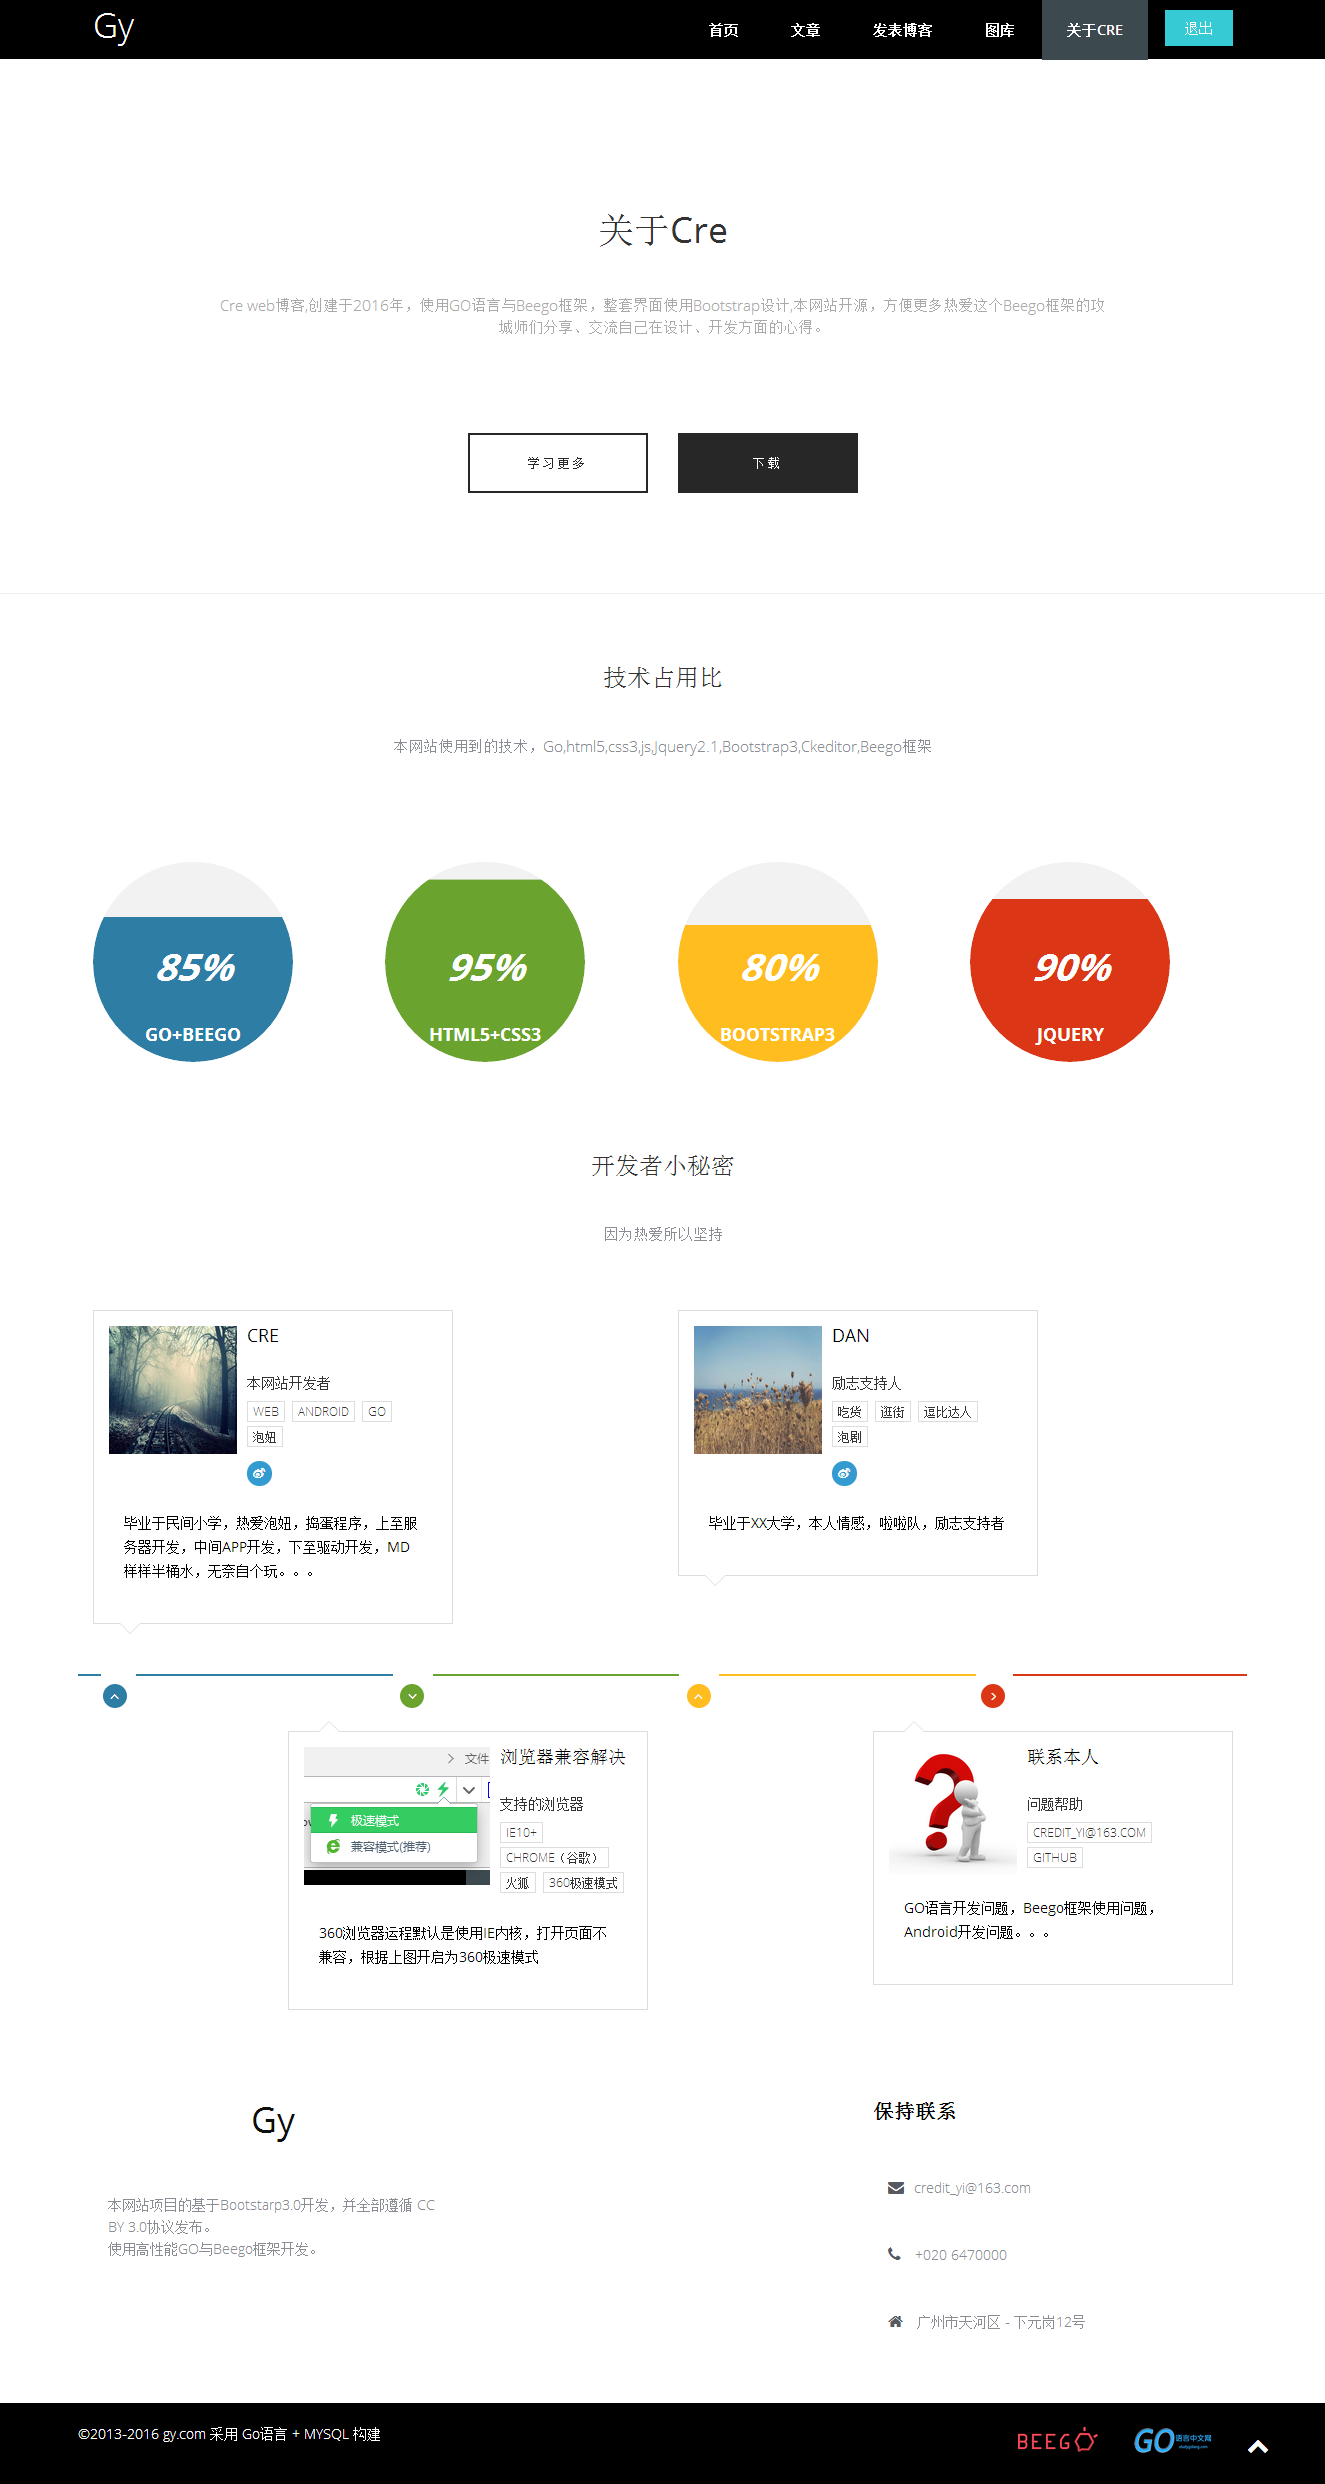 Gy
首页 文章 发表博客 图库 关于CRE 退出
关于Cre
Cre web博客,创建于2016年，使用GO语言与Beego框架，整套界面使用Bootstrap设计,本网站开源，方便更多热爱这个Beego框架的攻
城师们分享、交流自己在设计、开发方面的心得。
学习更多 下载
技术占用比
本网站使用到的技术，Go,html5,css3,js,Jquery2.1,Bootstrap3,Ckeditor,Beego框架
85% 95% 80% 90%
GO+BEEGO HTML5+CSS3 BOOTSTRAP3 JQUERY
开发者小秘密
因为热爱所以坚持
CRE
本网站开发者
WEB ANDROID GO
泡妞
毕业于民间小学，热爱泡妞，捣蛋程序，上至服
务器开发，中间APP开发，下至驱动开发，MD
样样半桶水，无奈自个玩。。。
DAN
励志支持人
吃货 逛街 逗比达人
泡剧
毕业于XX大学，本人情感，啦啦队，励志支持者
文件
极速模式
兼容模式(推荐)
浏览器兼容解决
支持的浏览器
IE10+
CHROME（谷歌）
火狐 360极速模式
360浏览器运程默认是使用IE内核，打开页面不
兼容，根据上图开启为360极速模式
联系本人
问题帮助
CREDIT_YI@163.COM
GITHUB
GO语言开发问题，Beego框架使用问题，
Android开发问题。。。
Gy
本网站项目的基于Bootstarp3.0开发，并全部遵循 CC
BY 3.0协议发布。
使用高性能GO与Beego框架开发。
保持联系
credit_yi@163.com
+020 6470000
广州市天河区 - 下元岗12号
©2013-2016 gy.com 采用 Go语言 + MYSQL 构建
BEEGO
GO语言中文网